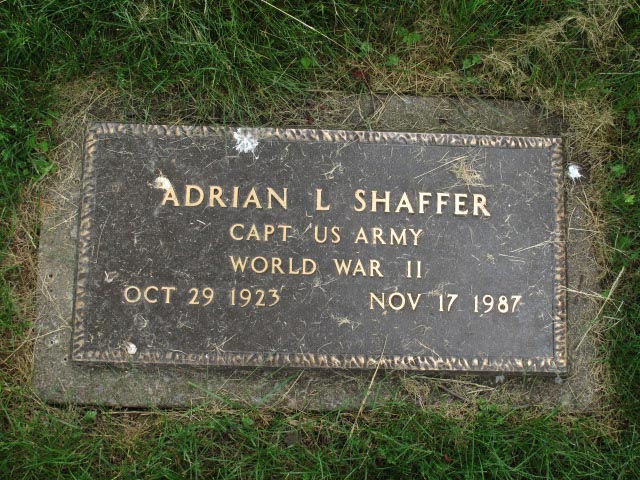 ADRIAN L SHAFFER
CAPT US ARMY
WORLD WAR II
OCT 29 1923 NOV 17 1987